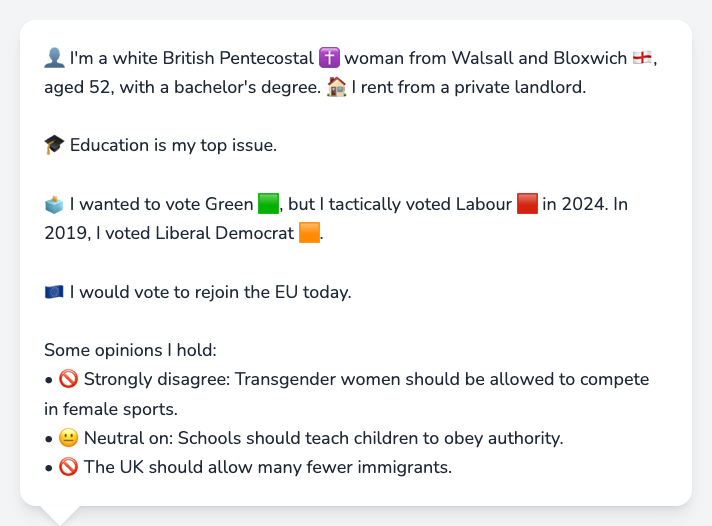 👤 I'm a white British Pentecostal ✝️ woman from Walsall and Bloxwich 🏴󠁧󠁢󠁥󠁮󠁧󠁿,
aged 52, with a bachelor's degree. 🏠 I rent from a private landlord.
🎓 Education is my top issue.
🗳️ I wanted to vote Green 🟩, but I tactically voted Labour 🟥 in 2024. In
2019, I voted Liberal Democrat 🟧.
🇪🇺 I would vote to rejoin the EU today.
Some opinions I hold:
• 🚫 Strongly disagree: Transgender women should be allowed to compete
in female sports.
• 😐 Neutral on: Schools should teach children to obey authority.
• 🚫 The UK should allow many fewer immigrants.